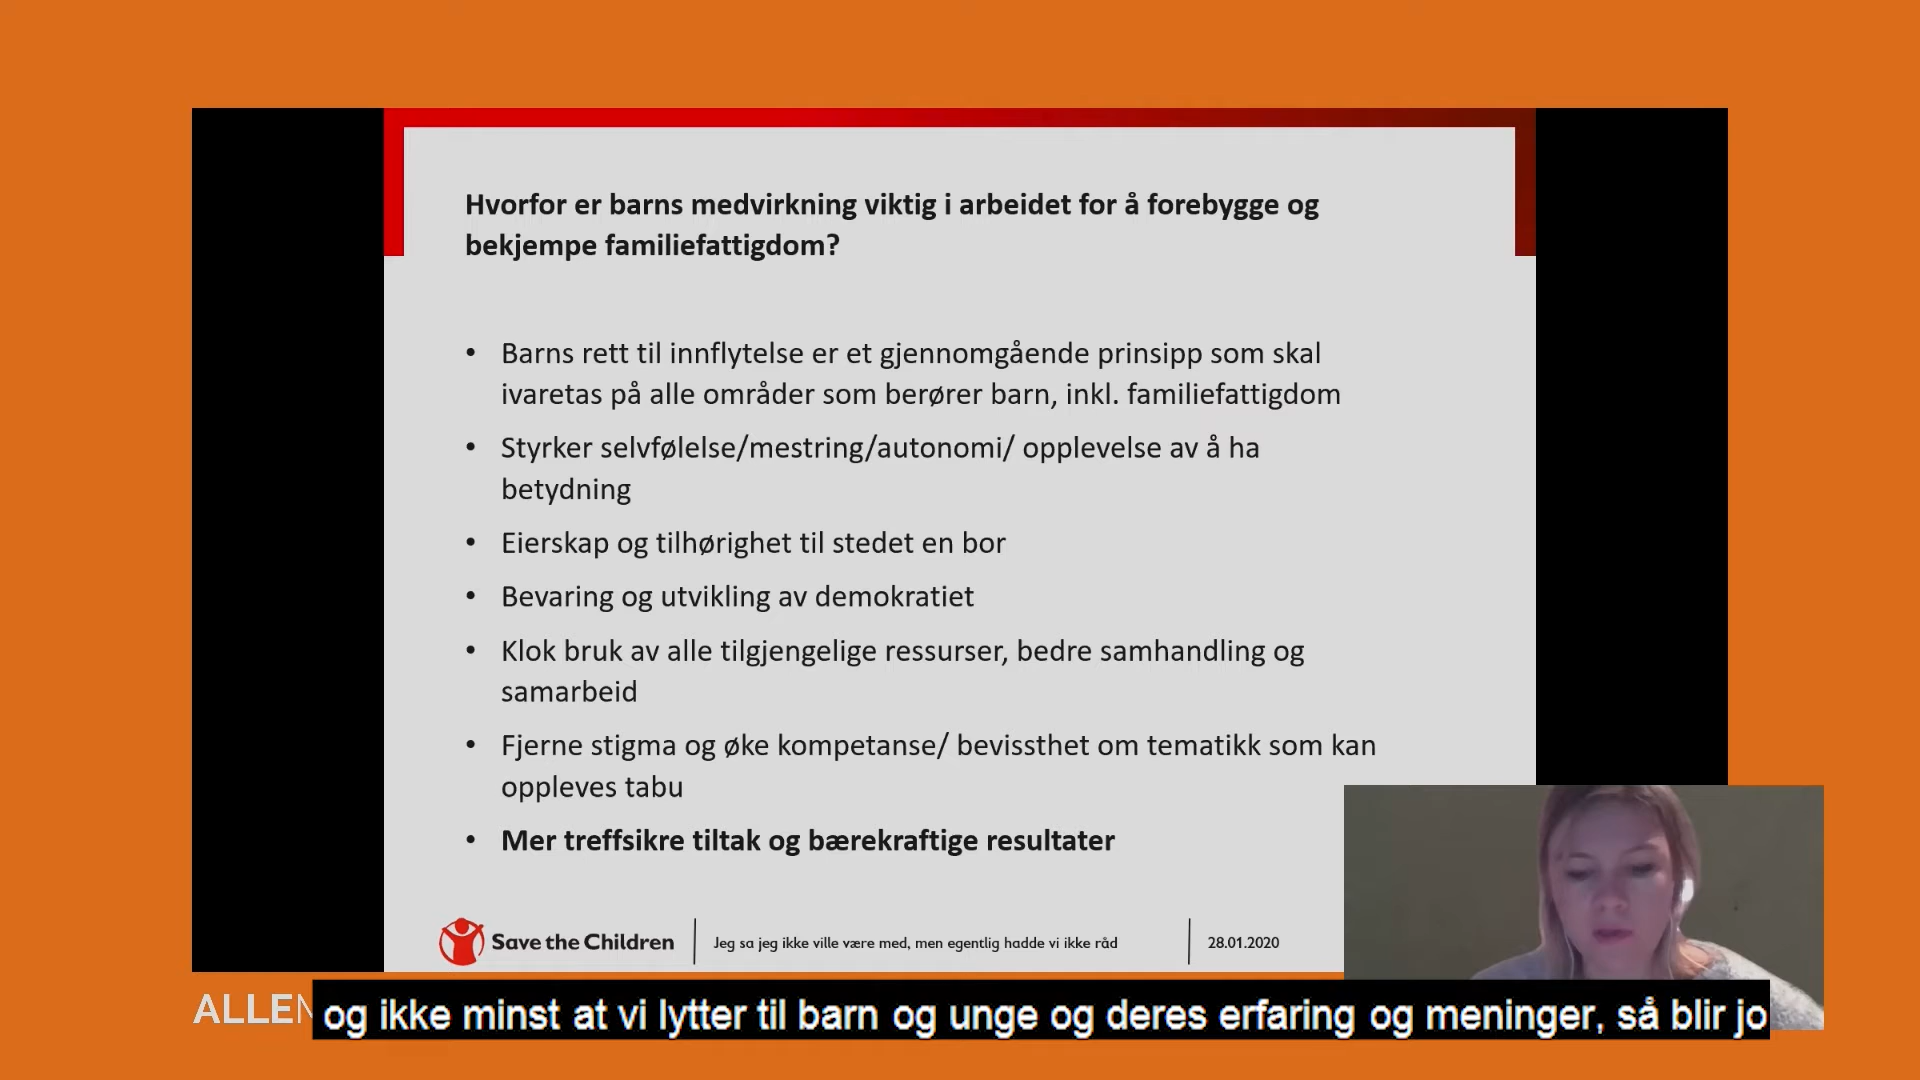 Hvorfor er barns medvirkning viktig i arbeidet for å forebygge og
bekjempe familiefattigdom?
• Barns rett til innflytelse er et gjennomgående prinsipp som skal
ivaretas på alle områder som berører barn, inkl. familiefattigdom
• Styrker selvfølelse/mestring/autonomi/ opplevelse av å ha
betydning
• Eierskap og tilhørighet til stedet en bor
• Bevaring og utvikling av demokratiet
• Klok bruk av alle tilgjengelige ressurser, bedre samhandling og
samarbeid
• Fjerne stigma og øke kompetanse/ bevissthet om tematikk som kan
oppleves tabu
• Mer treffsikre tiltak og bærekraftige resultater
Save the Children
Jeg sa jeg ikke ville være med, men egentlig hadde vi ikke råd
28.01.2020
og ikke minst at vi lytter til barn og unge og deres erfaring og meninger, så blir jo